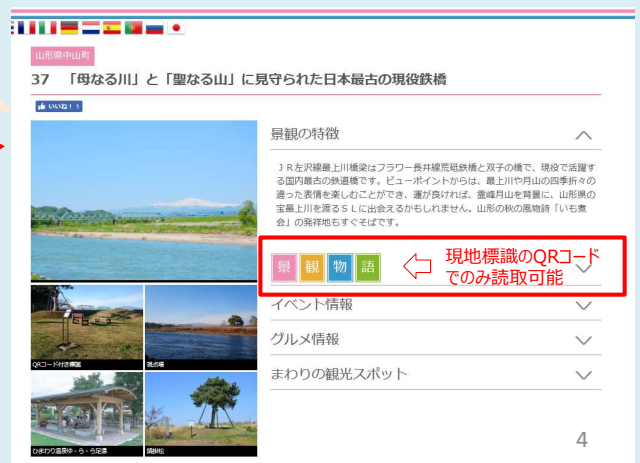 山形県中山町
37 「母なる川」と「聖なる山」に見守られた日本最古の現役鉄橋
いいね! 1
景観の特徴
JR左沢線最上川橋梁はフラワー長井線荒砥鉄橋と双子の橋で、現役で活躍す
る国内最古の鉄道橋です。ビューポイントからは、最上川や月山の四季折々の
違った表情を楽しむことができ、運が良ければ、霊峰月山を背景に、山形県の
宝最上川を渡るSLに出会えるかもしれません。山形の秋の風物詩「いも煮
会」の発祥地もすぐそばです。
景観物語
現地標識のQRコード
でのみ読取可能
イベント情報
グルメ情報
まわりの観光スポット
QRコード付き標識
視点場
ひまわり温泉ゆ・ら・ら足湯
4